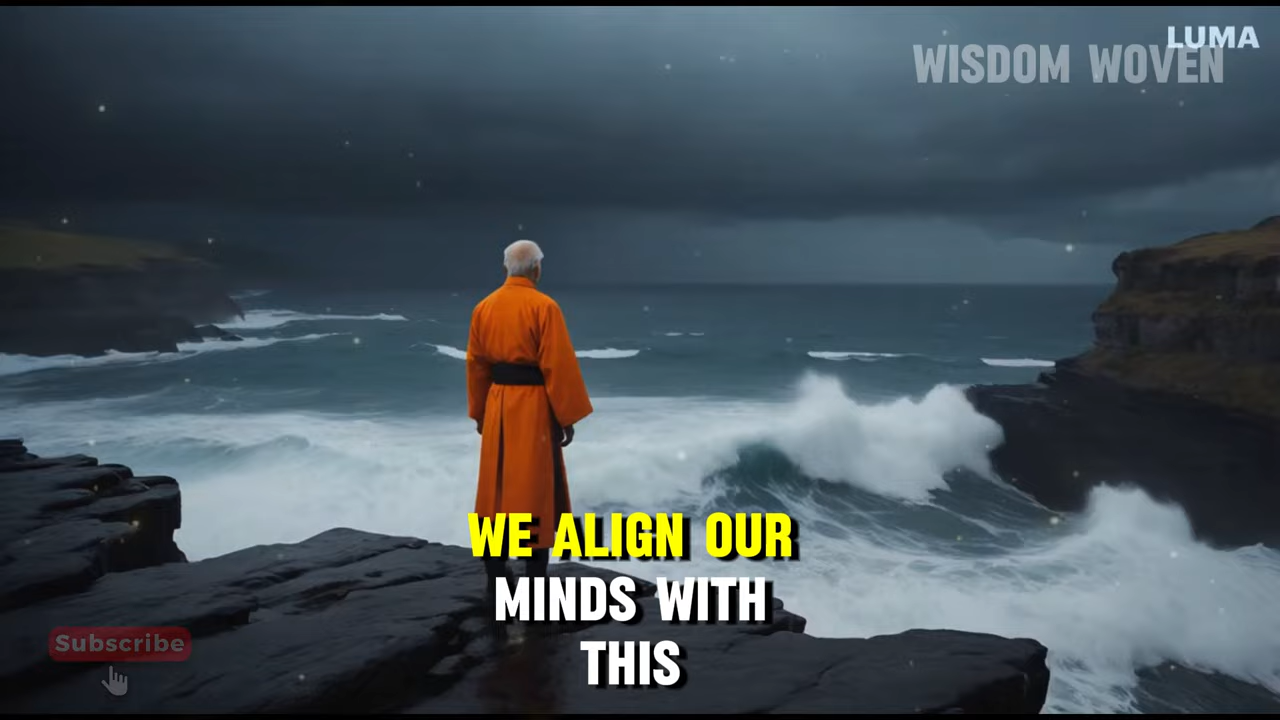 LUMA
WISDOM WOVEN
WE ALIGN OUR
MINDS WITH
THIS
Subscribe